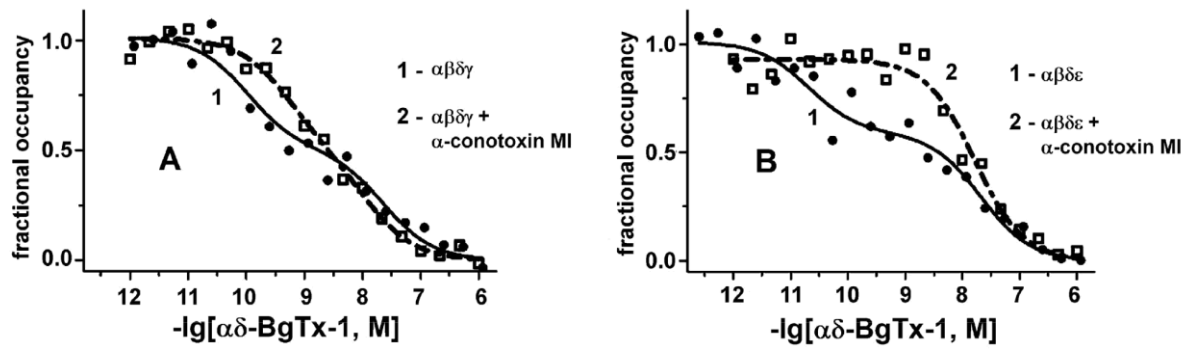 fractional occupancy
1.0
0.5
0.0
A
1
2
1 - αβδγ
2 - αβδγ +
α-conotoxin MI
12 11 10 9 8 7 6
-lg[αδ-BgTx-1, M]
fractional occupancy
1.0
0.5
0.0
B
1
2
1 - αβδε
2 - αβδε +
α-conotoxin MI
12 11 10 9 8 7 6
-lg[αδ-BgTx-1, M]